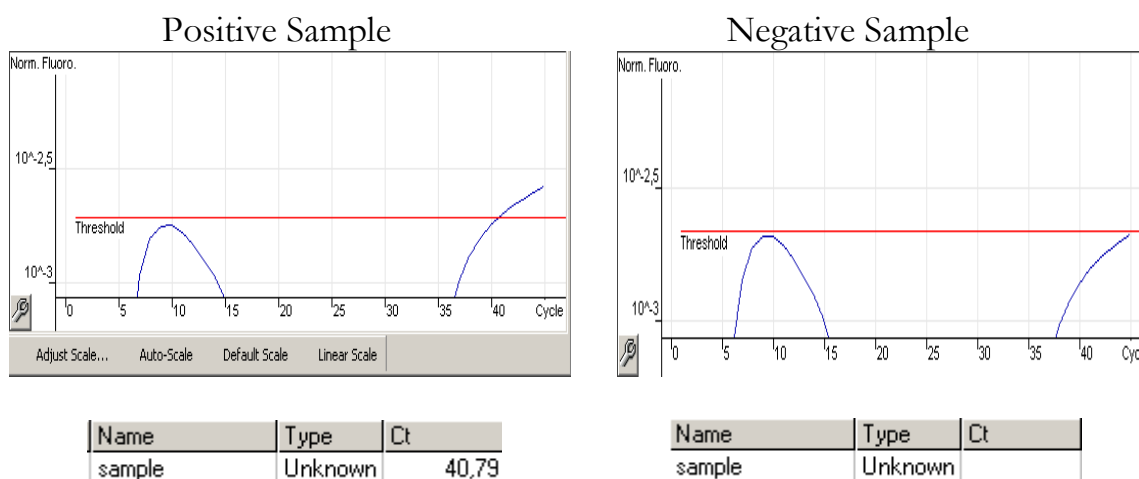 Positive Sample
Norm. Fluoro.
10^-2,5
Threshold
10^-3
0 5 10 15 20 25 30 35 40 Cycle
Adjust Scale... Auto-Scale Default Scale Linear Scale
Name Type Ct
sample Unknown 40,79
Negative Sample
Norm. Fluoro.
10^-2,5
Threshold
10^-3
0 5 10 15 20 25 30 35 40 Cyc
Name Type Ct
sample Unknown